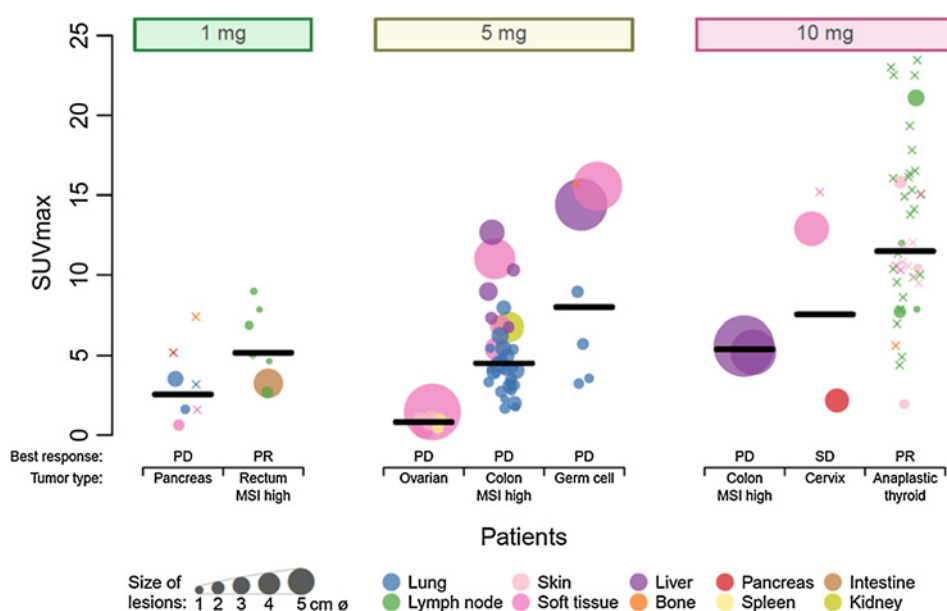 1 mg 5 mg 10 mg
25
20
15
10
5
0
SUVmax
Best response: PD PR PD PD PD PD SD PR
Tumor type: Pancreas Rectum MSI high Ovarian Colon MSI high Germ cell Colon MSI high Cervix Anaplastic thyroid
Patients
Size of lesions: 1 2 3 4 5 cm ø
Lung Skin Liver Pancreas Intestine
Lymph node Soft tissue Bone Spleen Kidney